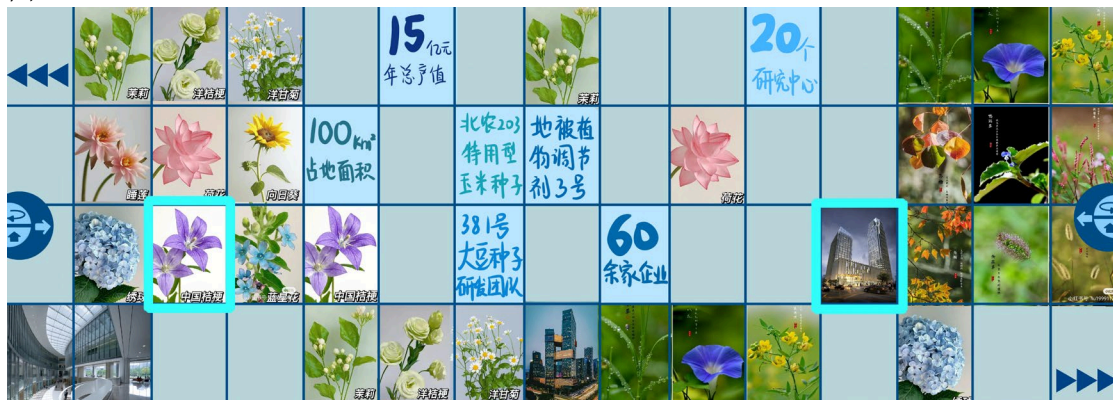 15亿元
年总产值
20个
研究中心
茉莉
洋桔梗
洋甘菊
茉莉
100Km²
占地面积
北农203
特用型
玉米种子
地被植
物调节
剂3号
睡莲
荷花
向日葵
荷花
381号
大豆种子
研发团队
60
余家企业
绣球
中国桔梗
蓝星花
中国桔梗
茉莉
洋桔梗
洋甘菊